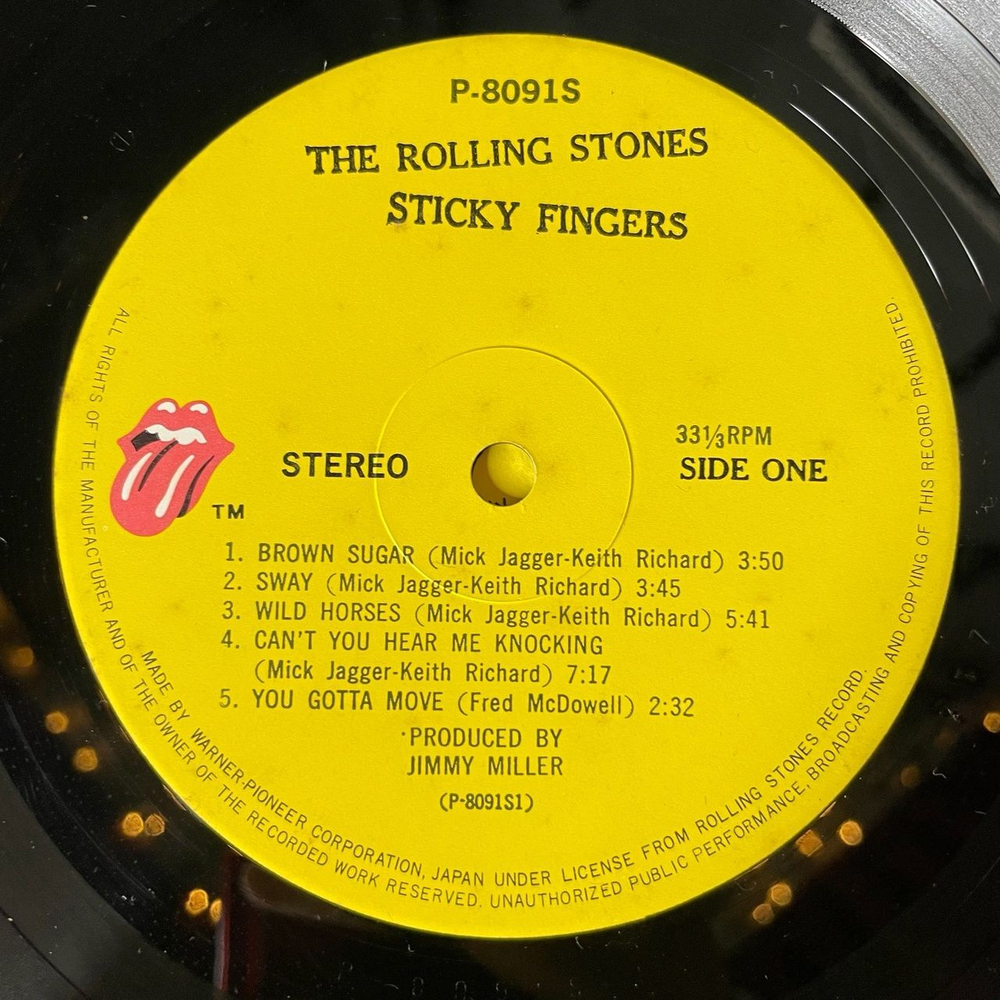 P-8091S
THE ROLLING STONES
STICKY FINGERS
STEREO
33⅓RPM
SIDE ONE
TM
1. BROWN SUGAR (Mick Jagger-Keith Richard) 3:50
2. SWAY (Mick Jagger-Keith Richard) 3:45
3. WILD HORSES (Mick Jagger-Keith Richard) 5:41
4. CAN'T YOU HEAR ME KNOCKING
(Mick Jagger-Keith Richard) 7:17
5. YOU GOTTA MOVE (Fred McDowell) 2:32
PRODUCED BY
JIMMY MILLER
(P-8091S1)
MADE BY WARNER-PIONEER CORPORATION, JAPAN UNDER LICENSE FROM ROLLING STONES RECORD.
ALL RIGHTS OF THE MANUFACTURER AND OF THE OWNER OF THE RECORDED WORK RESERVED. UNAUTHORIZED PUBLIC PERFORMANCE, BROADCASTING AND COPYING OF THIS RECORD PROHIBITED.